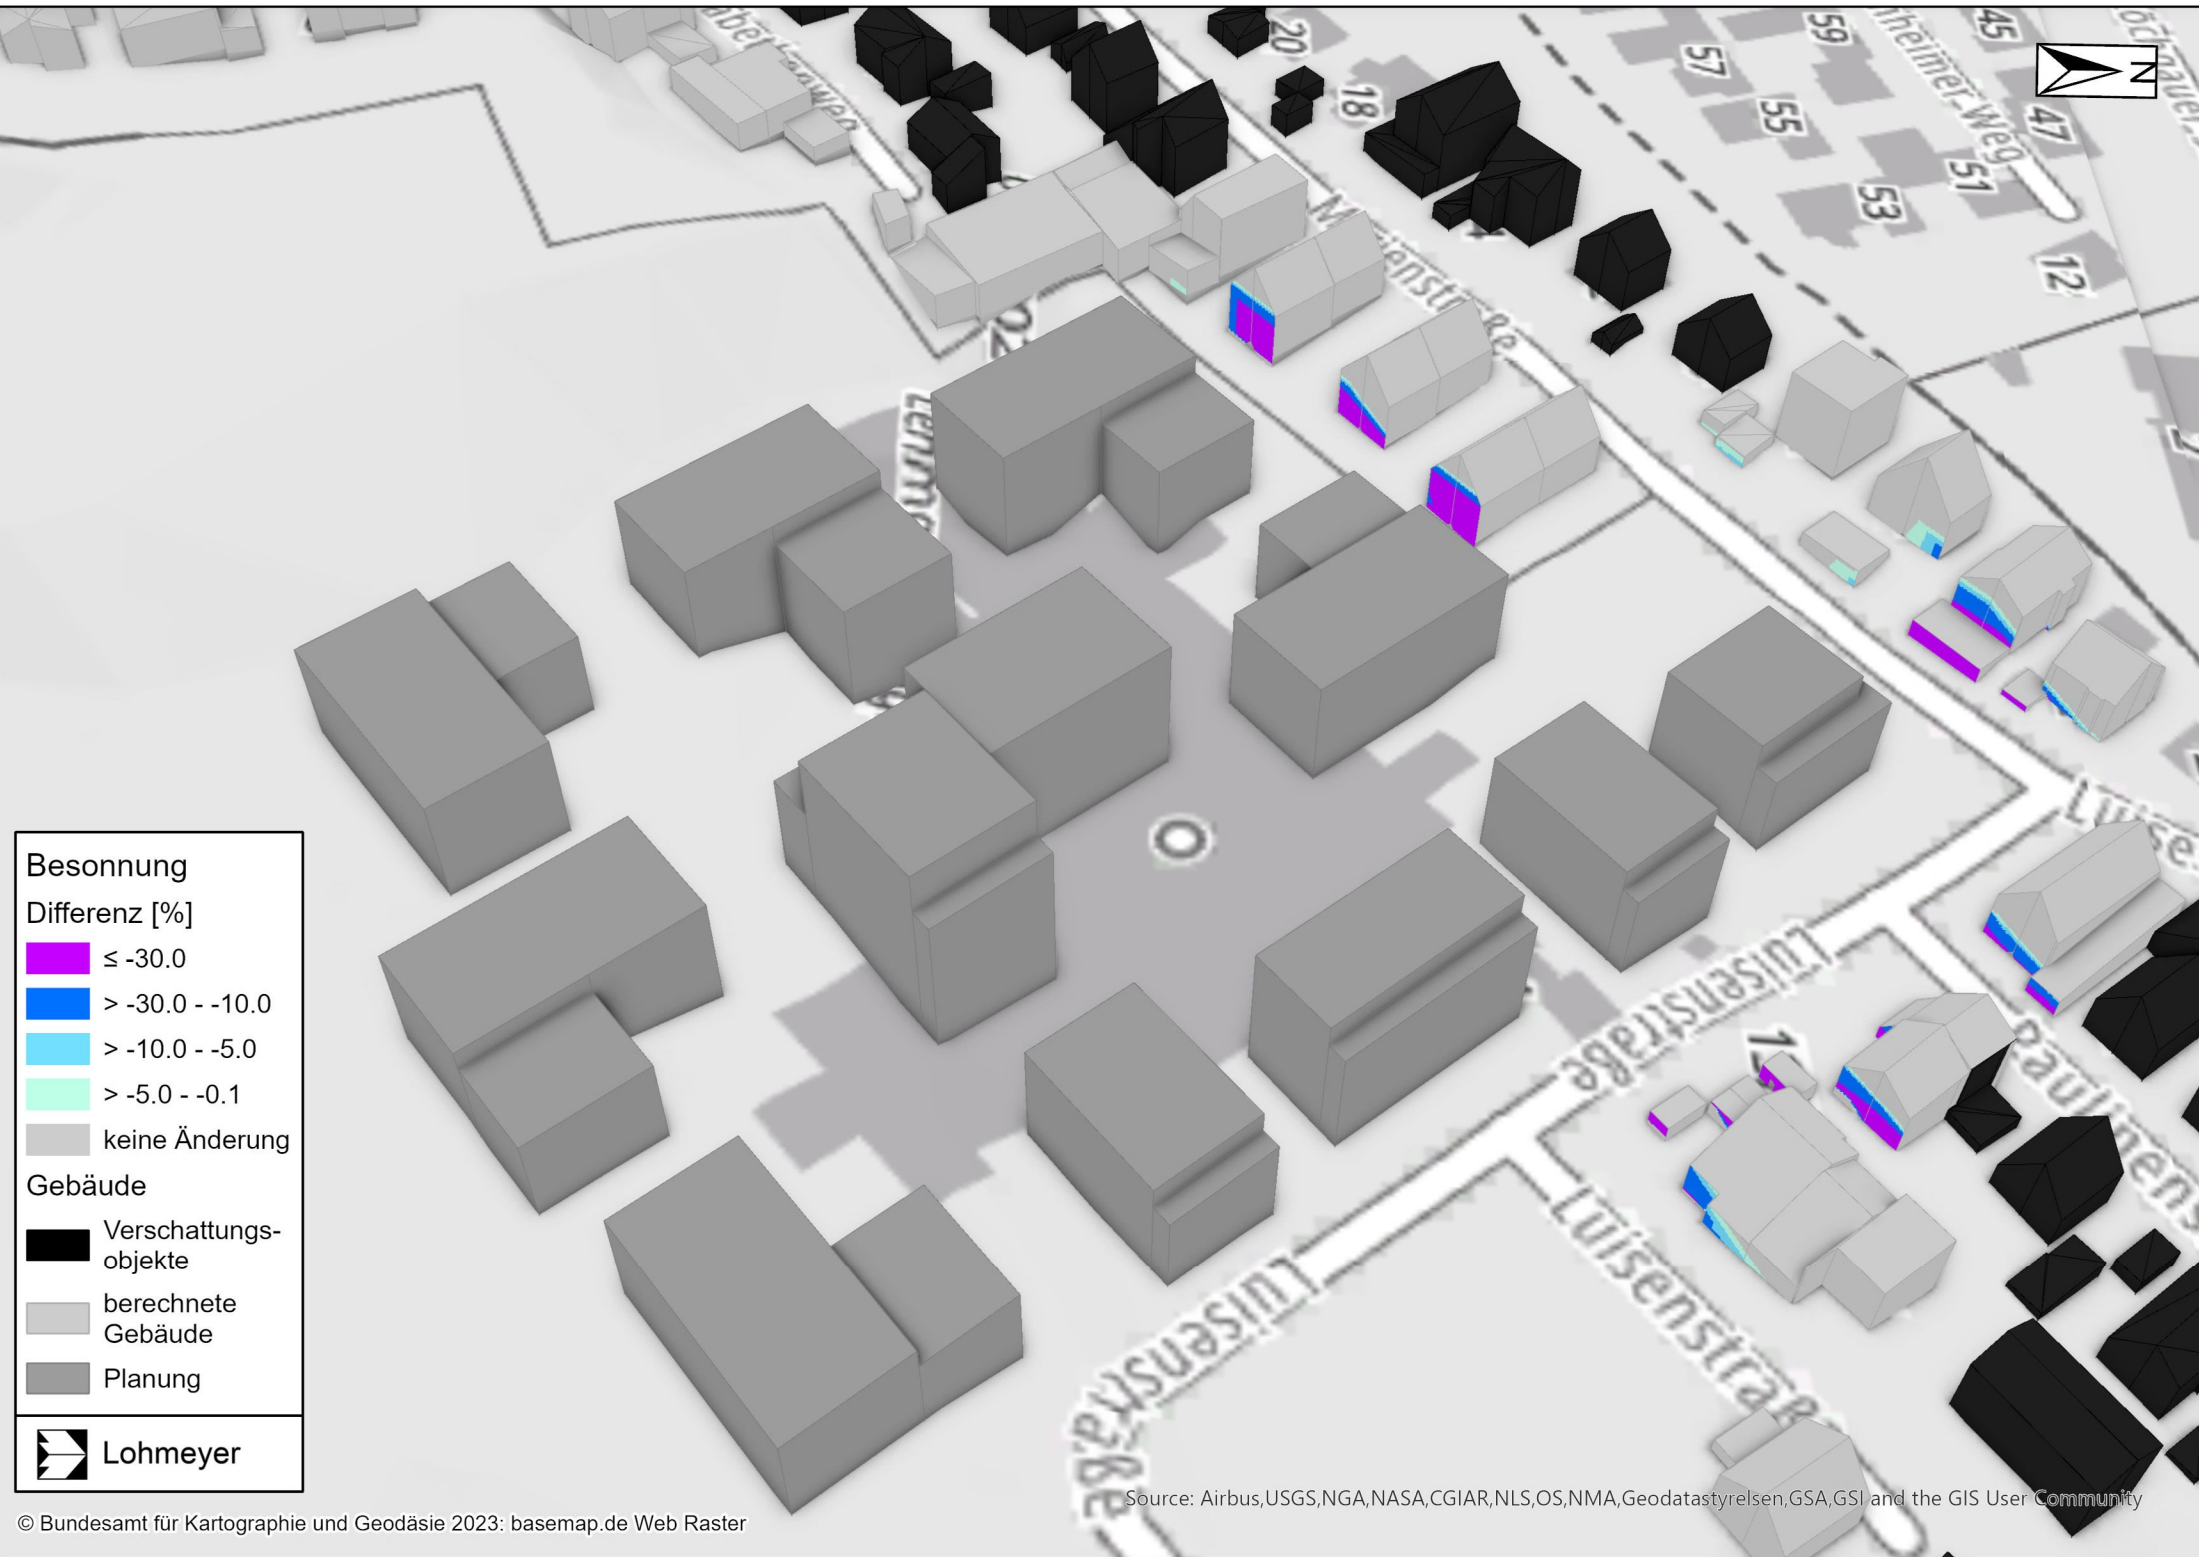 20
59
45
57
18
55
47
51
53
12
N
Luisenstraße
Luisenstraße
Luisenstraße
Besonnung
Differenz [%]
≤ -30.0
> -30.0 - -10.0
> -10.0 - -5.0
> -5.0 - -0.1
keine Änderung
Gebäude
Verschattungs-
objekte
berechnete
Gebäude
Planung
Lohmeyer
Source: Airbus,USGS,NGA,NASA,CGIAR,NLS,OS,NMA,Geodatastyrelsen,GSA,GSI and the GIS User Community
© Bundesamt für Kartographie und Geodäsie 2023: basemap.de Web Raster